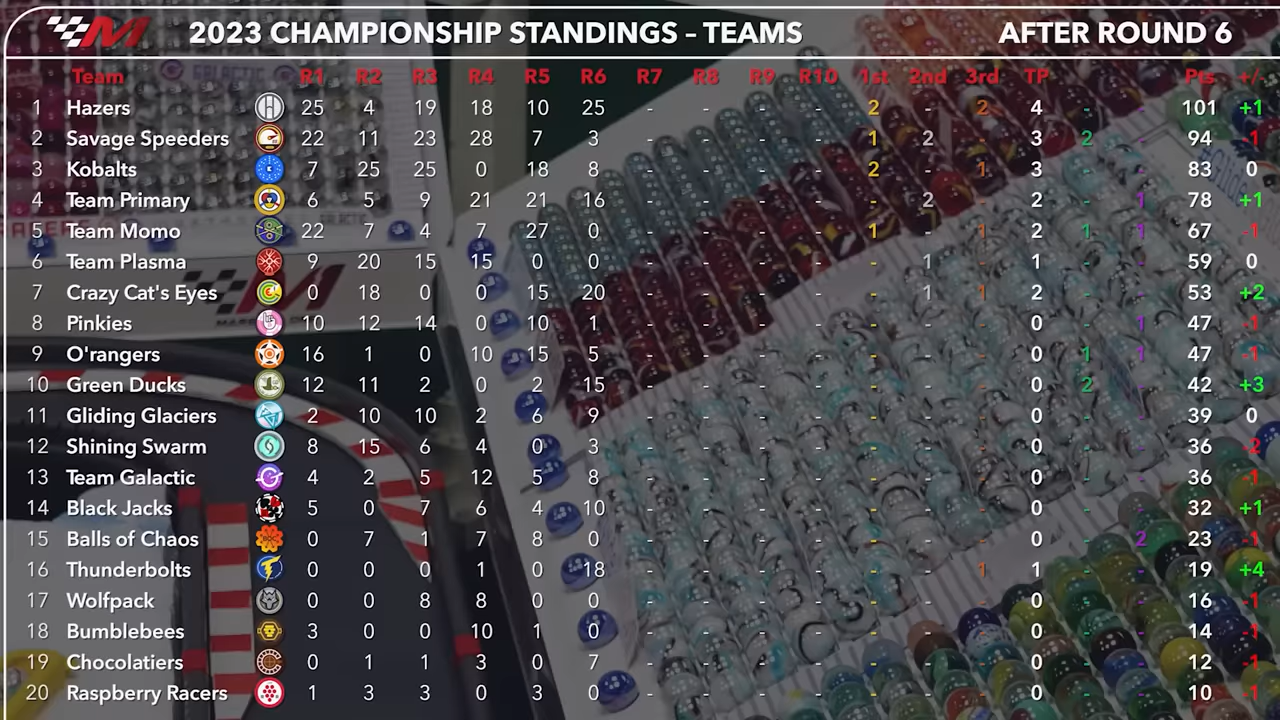 2023 CHAMPIONSHIP STANDINGS – TEAMS AFTER ROUND 6
Team R1 R2 R3 R4 R5 R6 R7 R8 R9 R10 1st 2nd 3rd TP Pts +/-
1 Hazers 25 4 19 18 10 25 - - - - 2 - 2 4 - - 101 +1
2 Savage Speeders 22 11 23 28 7 3 - - - - 1 2 - 3 2 - 94 -1
3 Kobalts 7 25 25 0 18 8 - - - - 2 - 1 3 - - 83 0
4 Team Primary 6 5 9 21 21 16 - - - - - 2 - 2 - 1 78 +1
5 Team Momo 22 7 4 7 27 0 - - - - 1 - 1 2 1 1 67 -1
6 Team Plasma 9 20 15 15 0 0 - - - - - 1 - 1 - - 59 0
7 Crazy Cat's Eyes 0 18 0 0 15 20 - - - - - 1 1 2 - - 53 +2
8 Pinkies 10 12 14 0 10 1 - - - - - - - 0 - 1 47 -1
9 O'rangers 16 1 0 10 15 5 - - - - - - - 0 1 1 47 -1
10 Green Ducks 12 11 2 0 2 15 - - - - - - - 0 2 - 42 +3
11 Gliding Glaciers 2 10 10 2 6 9 - - - - - - - 0 - - 39 0
12 Shining Swarm 8 15 6 4 0 3 - - - - - - - 0 - - 36 -2
13 Team Galactic 4 2 5 12 5 8 - - - - - - - 0 - - 36 -1
14 Black Jacks 5 0 7 6 4 10 - - - - - - - 0 - - 32 +1
15 Balls of Chaos 0 7 1 7 8 0 - - - - - - - 0 - 2 23 -1
16 Thunderbolts 0 0 0 1 0 18 - - - - - - 1 1 - - 19 +4
17 Wolfpack 0 0 8 8 0 0 - - - - - - - 0 - - 16 -1
18 Bumblebees 3 0 0 10 1 0 - - - - - - - 0 - - 14 -1
19 Chocolatiers 0 1 1 3 0 7 - - - - - - - 0 - - 12 -1
20 Raspberry Racers 1 3 3 0 3 0 - - - - - - - 0 - - 10 -1